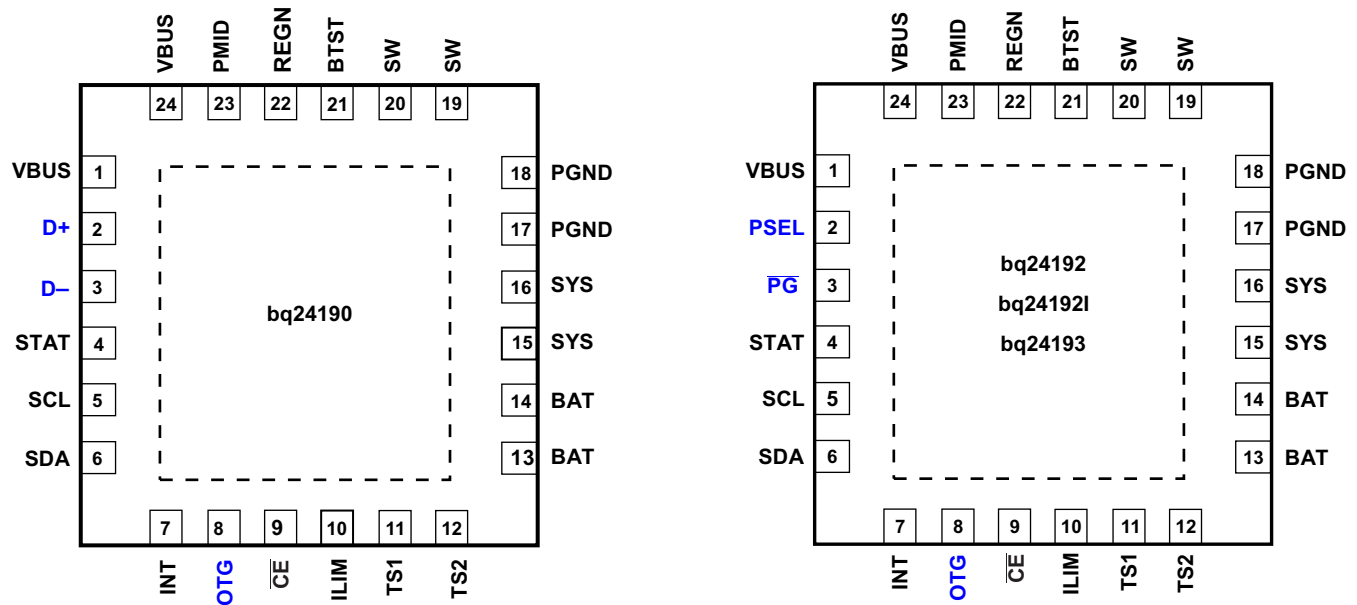 VBUS PMID REGN BTST SW SW
24 23 22 21 20 19
VBUS 1
D+ 2
D– 3
STAT 4
SCL 5
SDA 6
bq24190
18 PGND
17 PGND
16 SYS
15 SYS
14 BAT
13 BAT
7 8 9 10 11 12
INT OTG C̅E̅ ILIM TS1 TS2
VBUS PMID REGN BTST SW SW
24 23 22 21 20 19
VBUS 1
PSEL 2
P̅G̅ 3
STAT 4
SCL 5
SDA 6
bq24192
bq24192I
bq24193
18 PGND
17 PGND
16 SYS
15 SYS
14 BAT
13 BAT
7 8 9 10 11 12
INT OTG C̅E̅ ILIM TS1 TS2